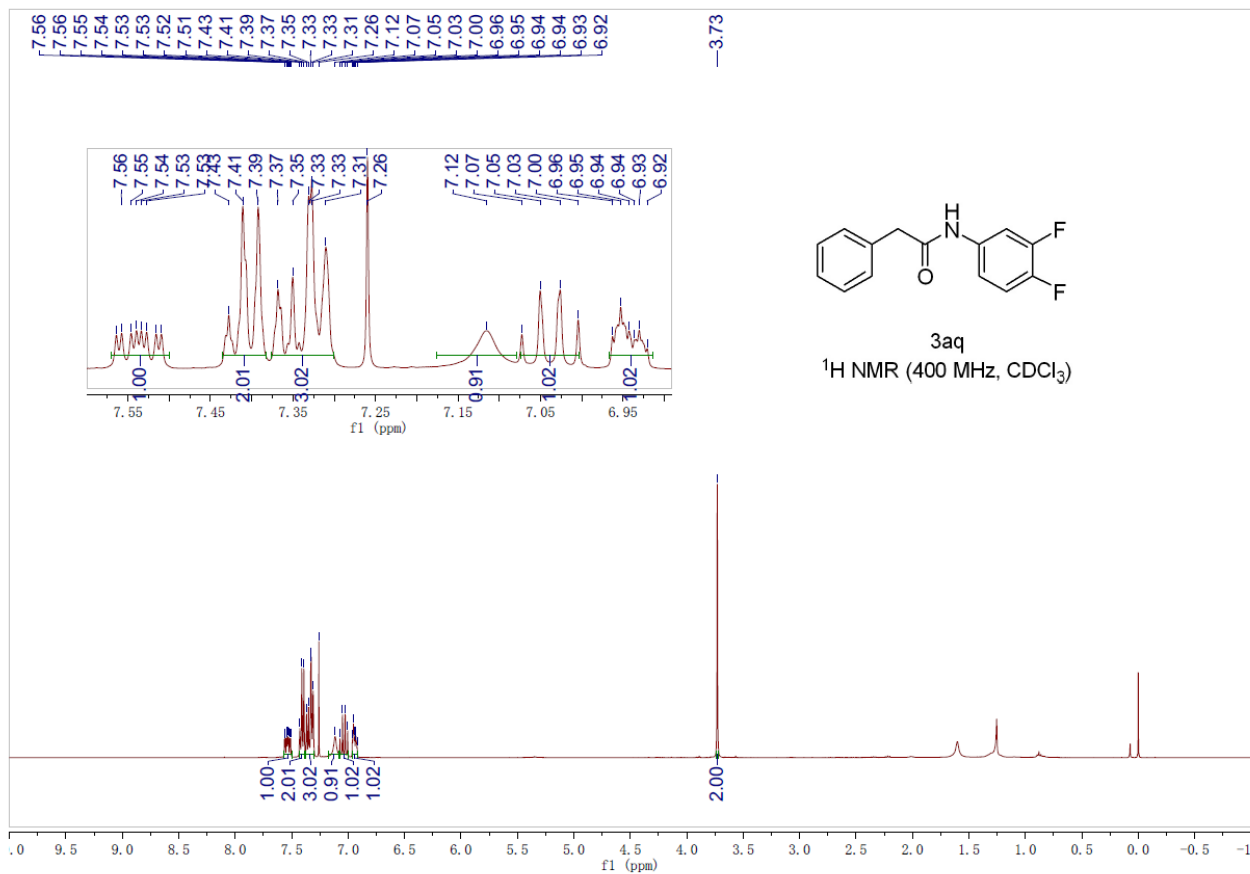 7.56 7.56 7.55 7.54 7.53 7.53 7.52 7.51 7.43 7.41 7.39 7.37 7.35 7.33 7.33 7.31 7.26 7.12 7.07 7.05 7.03 7.00 6.96 6.95 6.94 6.94 6.93 6.92 3.73
7.56 7.55 7.54 7.53 7.53 7.43 7.41 7.39 7.37 7.35 7.33 7.33 7.31 7.26 7.12 7.07 7.05 7.03 7.00 6.96 6.95 6.94 6.94 6.93 6.92
1.00 2.01 3.02 0.91 1.02 1.02
7.55 7.45 7.35 7.25 7.15 7.05 6.95
f1 (ppm)
H
N
O
F
F
3aq
¹H NMR (400 MHz, CDCl₃)
1.00 2.01 3.02 0.91 1.02 1.02 2.00
.0 9.5 9.0 8.5 8.0 7.5 7.0 6.5 6.0 5.5 5.0 4.5 4.0 3.5 3.0 2.5 2.0 1.5 1.0 0.5 0.0 -0.5 -1
f1 (ppm)